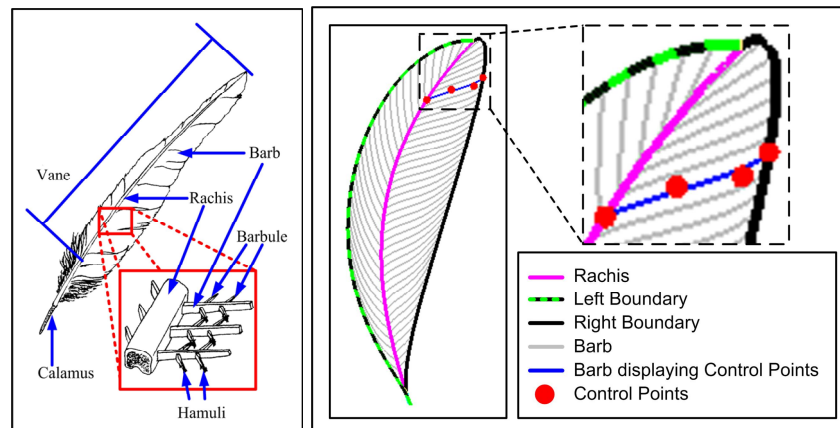 Vane
Barb
Rachis
Barbule
Calamus
Hamuli
Rachis
Left Boundary
Right Boundary
Barb
Barb displaying Control Points
Control Points